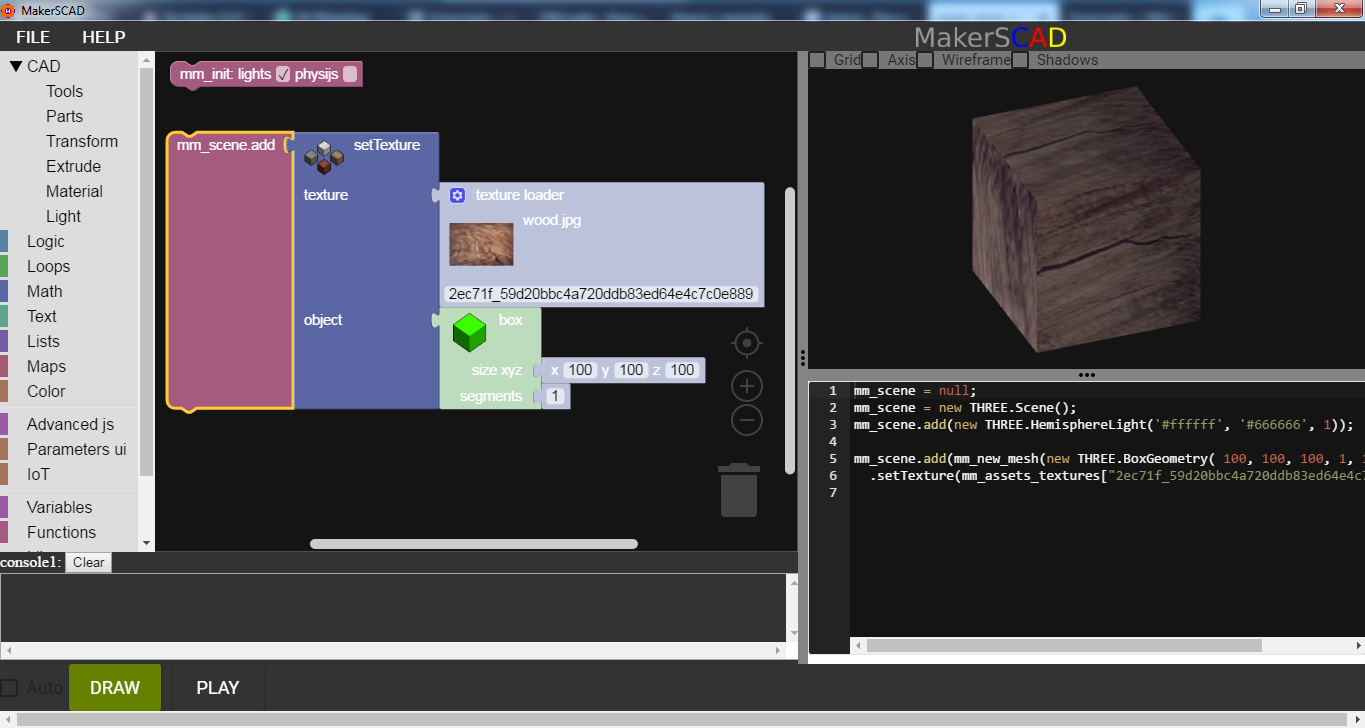 MakerSCAD
FILE HELP
MakerSCAD
CAD
Tools
Parts
Transform
Extrude
Material
Light
Logic
Loops
Math
Text
Lists
Maps
Color
Advanced js
Parameters ui
IoT
Variables
Functions
mm_init: lights physijs
mm_scene.add
setTexture
texture
texture loader
wood.jpg
2ec71f_59d20bbc4a720ddb83ed64e4c7c0e889
object
box
size xyz x 100 y 100 z 100
segments 1
Grid Axis Wireframe Shadows
1 mm_scene = null;
2 mm_scene = new THREE.Scene();
3 mm_scene.add(new THREE.HemisphereLight('#ffffff', '#666666', 1));
4
5 mm_scene.add(mm_new_mesh(new THREE.BoxGeometry( 100, 100, 100, 1, 1
6 .setTexture(mm_assets_textures["2ec71f_59d20bbc4a720ddb83ed64e4c7
7
console1: Clear
Auto DRAW PLAY